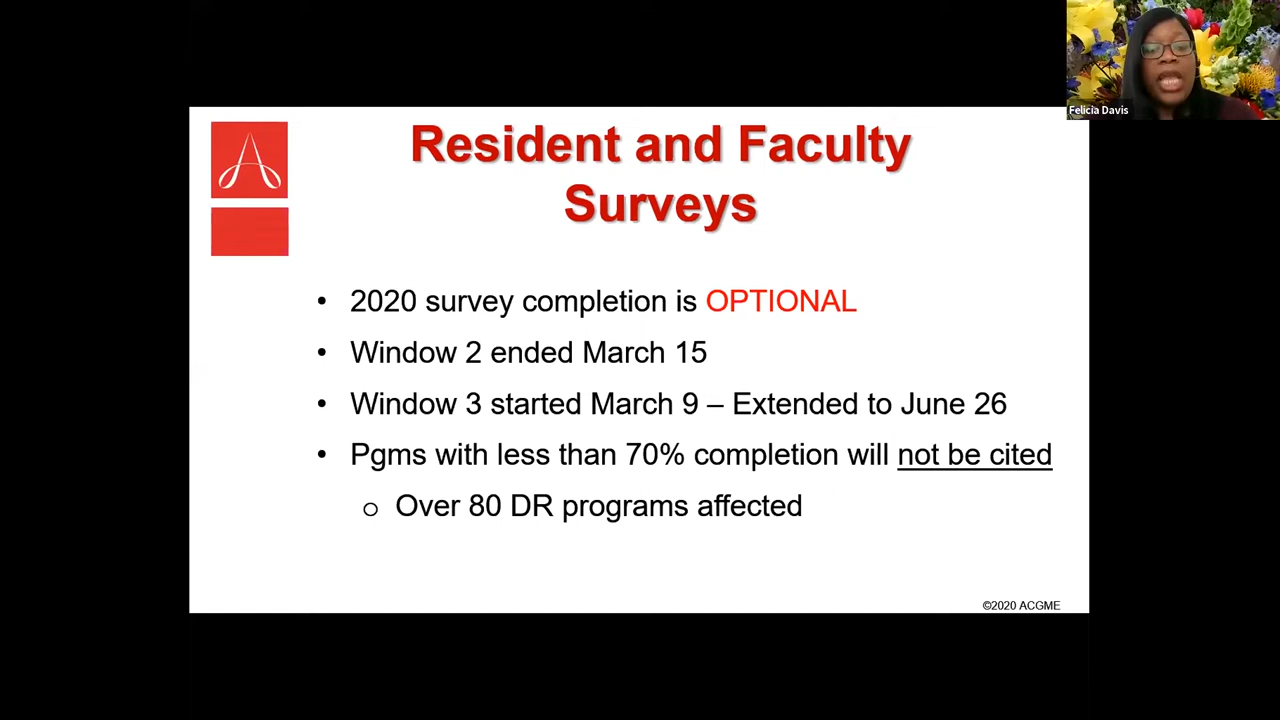 Felicia Davis
Resident and Faculty
Surveys
• 2020 survey completion is OPTIONAL
• Window 2 ended March 15
• Window 3 started March 9 – Extended to June 26
• Pgms with less than 70% completion will not be cited
o Over 80 DR programs affected
©2020 ACGME